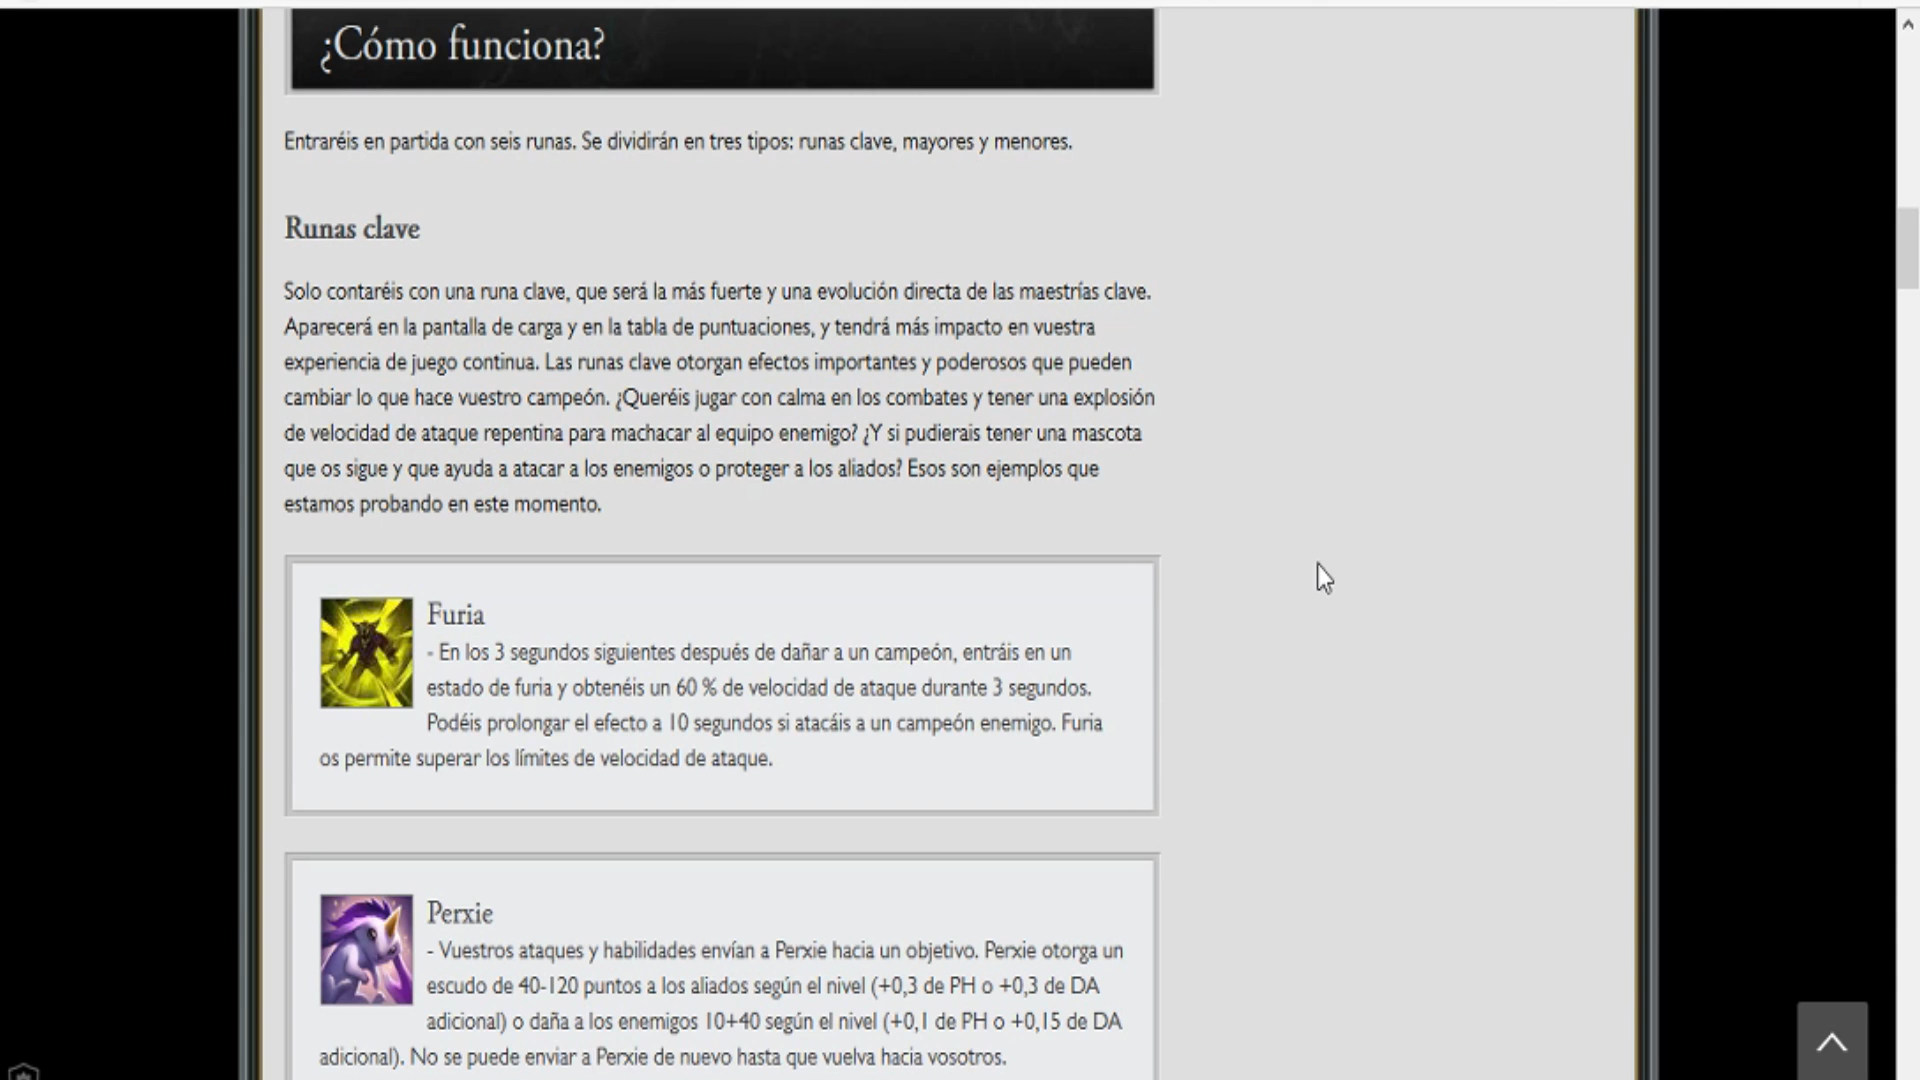 ¿Cómo funciona?
Entraréis en partida con seis runas. Se dividirán en tres tipos: runas clave, mayores y menores.
Runas clave
Solo contaréis con una runa clave, que será la más fuerte y una evolución directa de las maestrías clave.
Aparecerá en la pantalla de carga y en la tabla de puntuaciones, y tendrá más impacto en vuestra
experiencia de juego continua. Las runas clave otorgan efectos importantes y poderosos que pueden
cambiar lo que hace vuestro campeón. ¿Queréis jugar con calma en los combates y tener una explosión
de velocidad de ataque repentina para machacar al equipo enemigo? ¿Y si pudierais tener una mascota
que os sigue y que ayuda a atacar a los enemigos o proteger a los aliados? Esos son ejemplos que
estamos probando en este momento.
Furia
- En los 3 segundos siguientes después de dañar a un campeón, entráis en un
estado de furia y obtenéis un 60 % de velocidad de ataque durante 3 segundos.
Podéis prolongar el efecto a 10 segundos si atacáis a un campeón enemigo. Furia
os permite superar los límites de velocidad de ataque.
Perxie
- Vuestros ataques y habilidades envían a Perxie hacia un objetivo. Perxie otorga un
escudo de 40-120 puntos a los aliados según el nivel (+0,3 de PH o +0,3 de DA
adicional) o daña a los enemigos 10+40 según el nivel (+0,1 de PH o +0,15 de DA
adicional). No se puede enviar a Perxie de nuevo hasta que vuelva hacia vosotros.